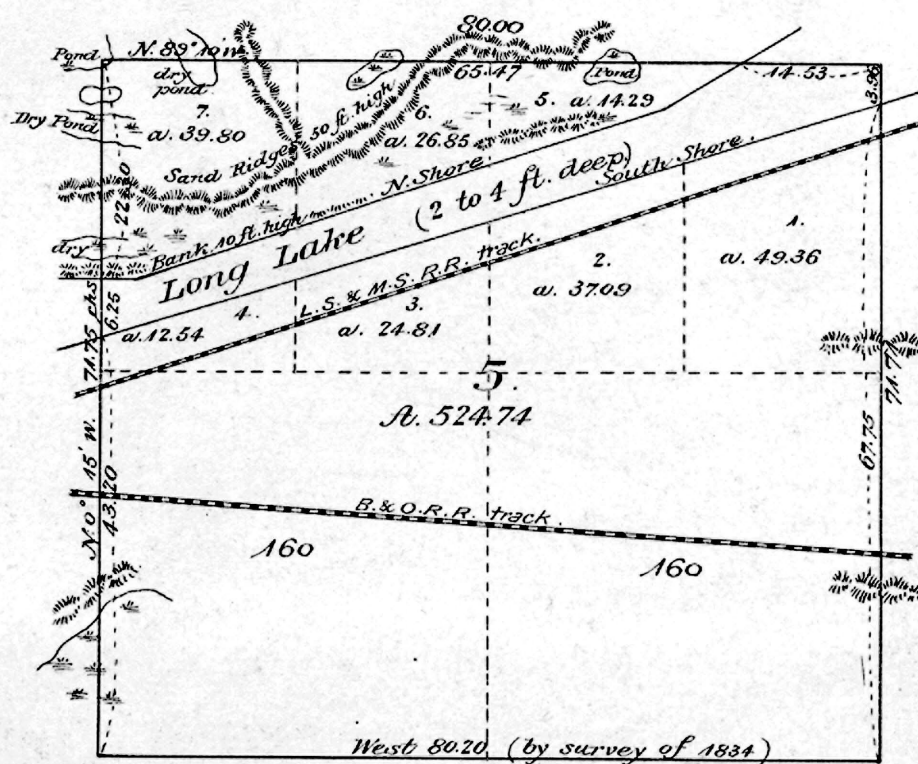 80.00
Pond
N. 89° 10' W.
dry pond
65.47
Pond
14.53
3.96
7.
a. 39.80
Dry Pond
Sand Ridge 50 ft. high
6.
a. 26.85
5. a. 14.29
N. Shore
South Shore.
Bank 10 ft. high
dry
Long Lake (2 to 4 ft. deep)
1.
a. 49.36
2.
a. 37.09
L. S. & M. S. R. R. track.
3.
a. 24.81
4.
a. 12.54
6.25
71.75 chs
N. 0° 15' W.
43.20
5.
A. 524.74
71.71
67.75
B. & O. R. R. track.
160
160
West 80.20 (by survey of 1834)